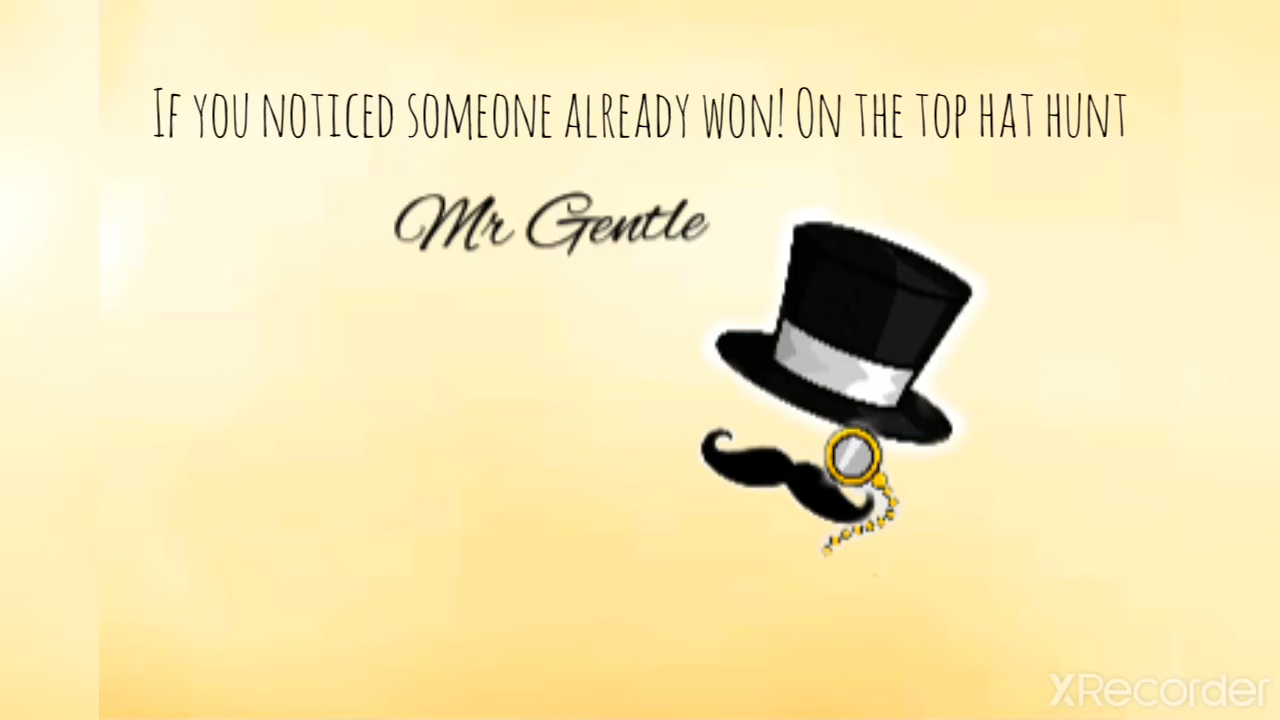 If you noticed someone already won! On the top hat hunt
Mr Gentle
XRecorder